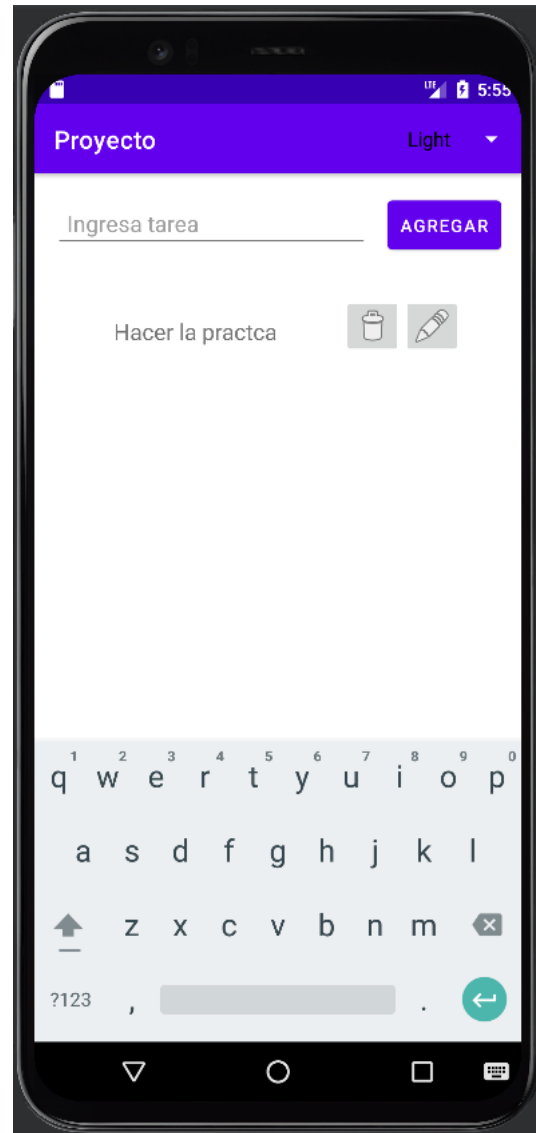 LTE 5:55
Proyecto Light
Ingresa tarea AGREGAR
Hacer la practca
1 2 3 4 5 6 7 8 9 0
q w e r t y u i o p
a s d f g h j k l
z x c v b n m
?123 , .